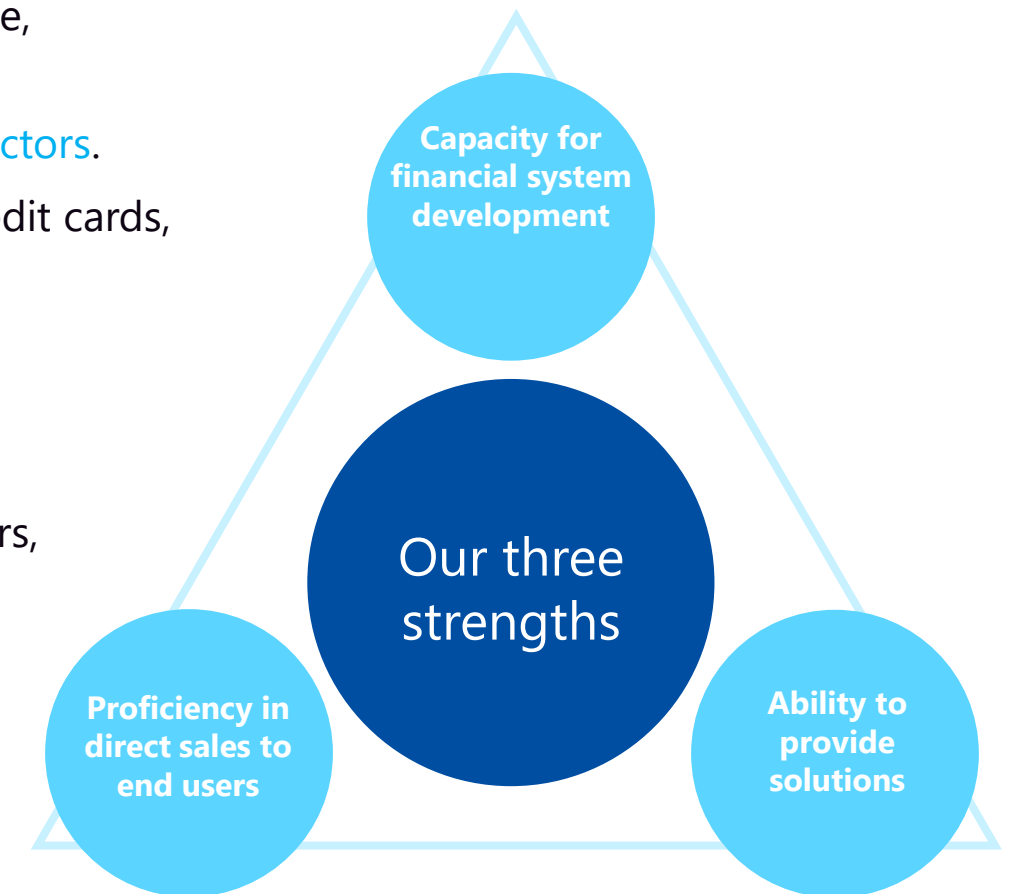 e,
ctors.
dit cards,
rs,
Capacity for
financial system
development
Our three
strengths
Proficiency in
direct sales to
end users
Ability to
provide
solutions